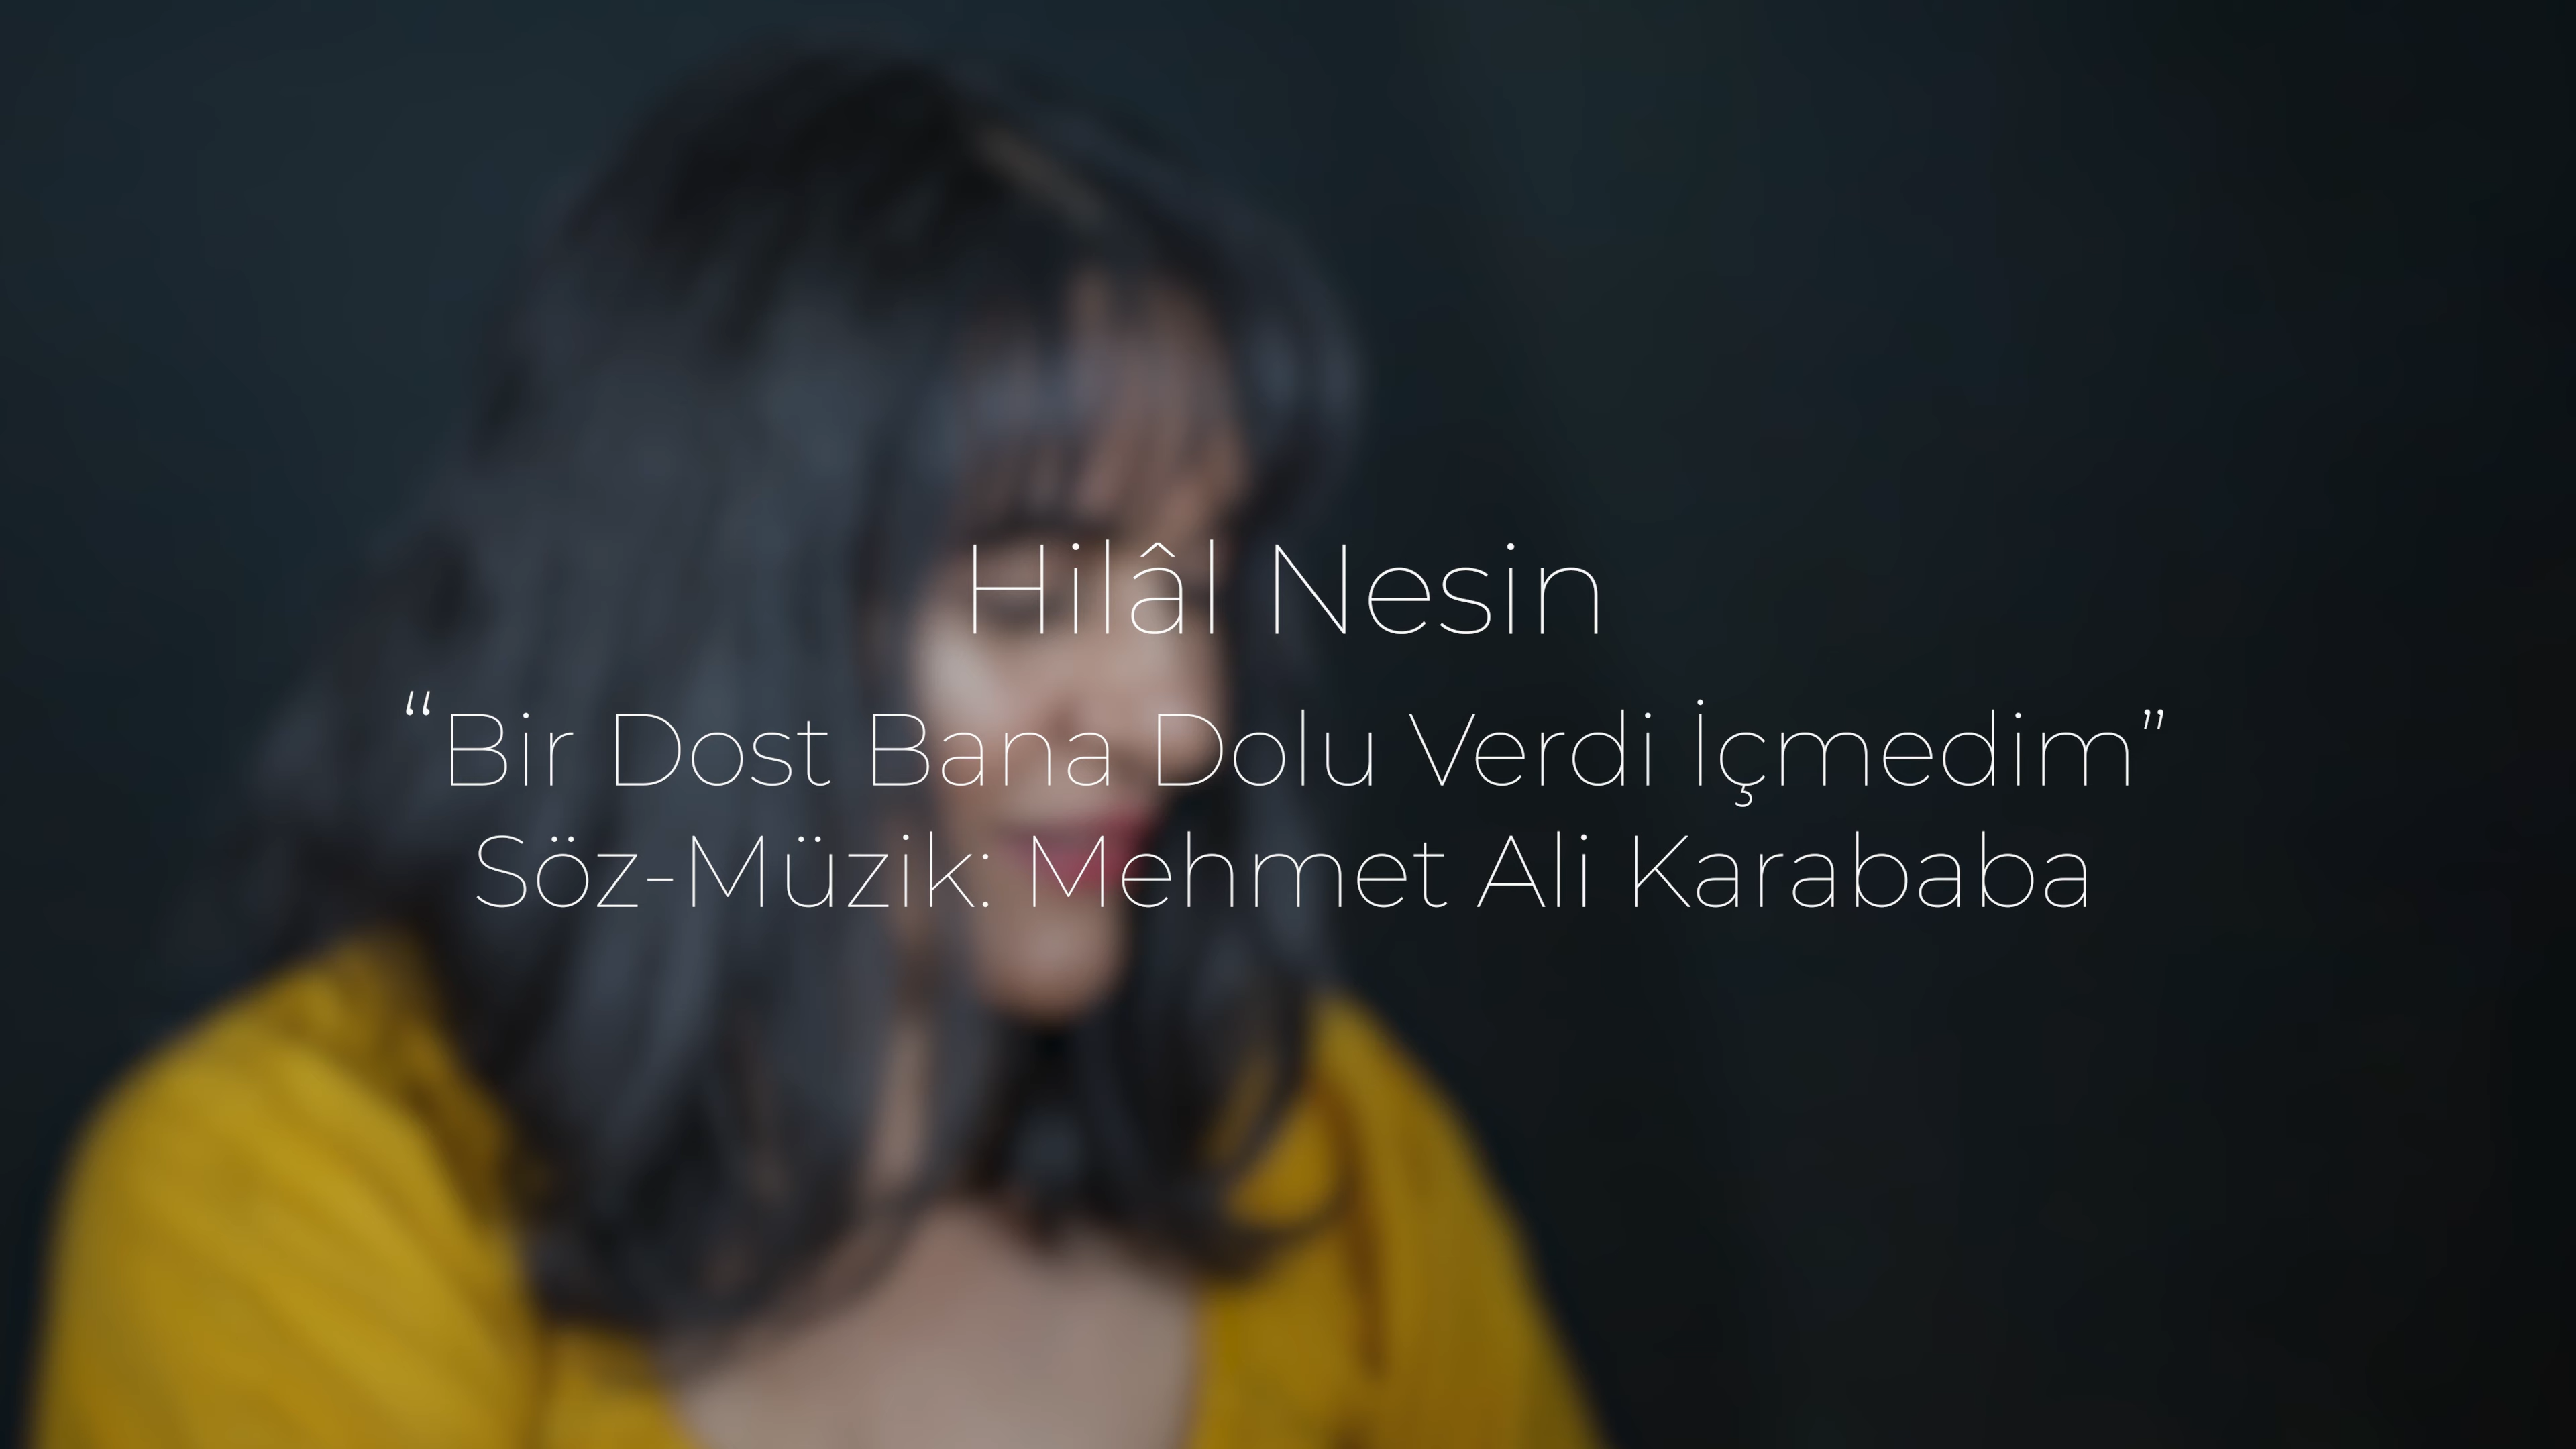 Hilâl Nesin
“Bir Dost Bana Dolu Verdi İçmedim”
Söz-Müzik: Mehmet Ali Karababa